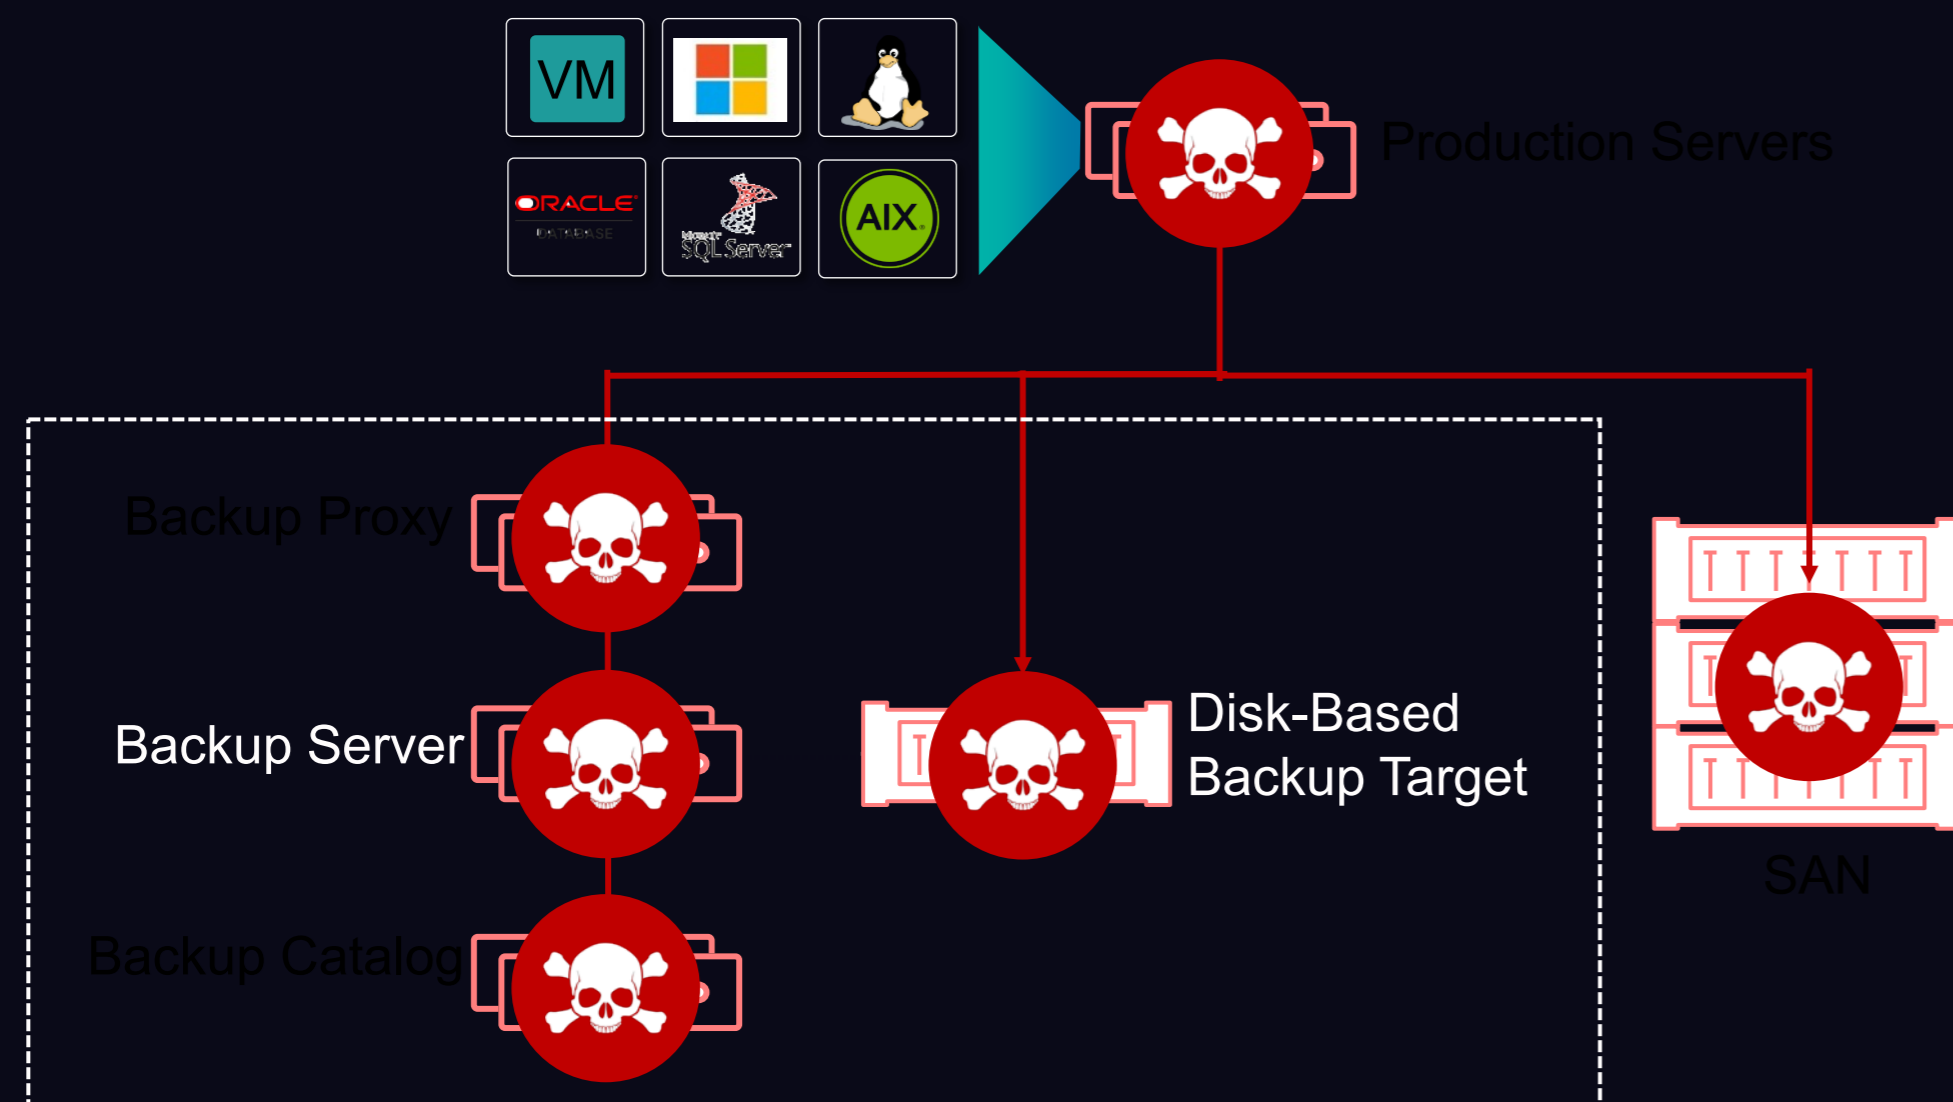 VM
Production Servers
ORACLE
DATABASE
Microsoft
SQL Server
AIX
Backup Proxy
Backup Server
Disk-Based
Backup Target
SAN
Backup Catalog